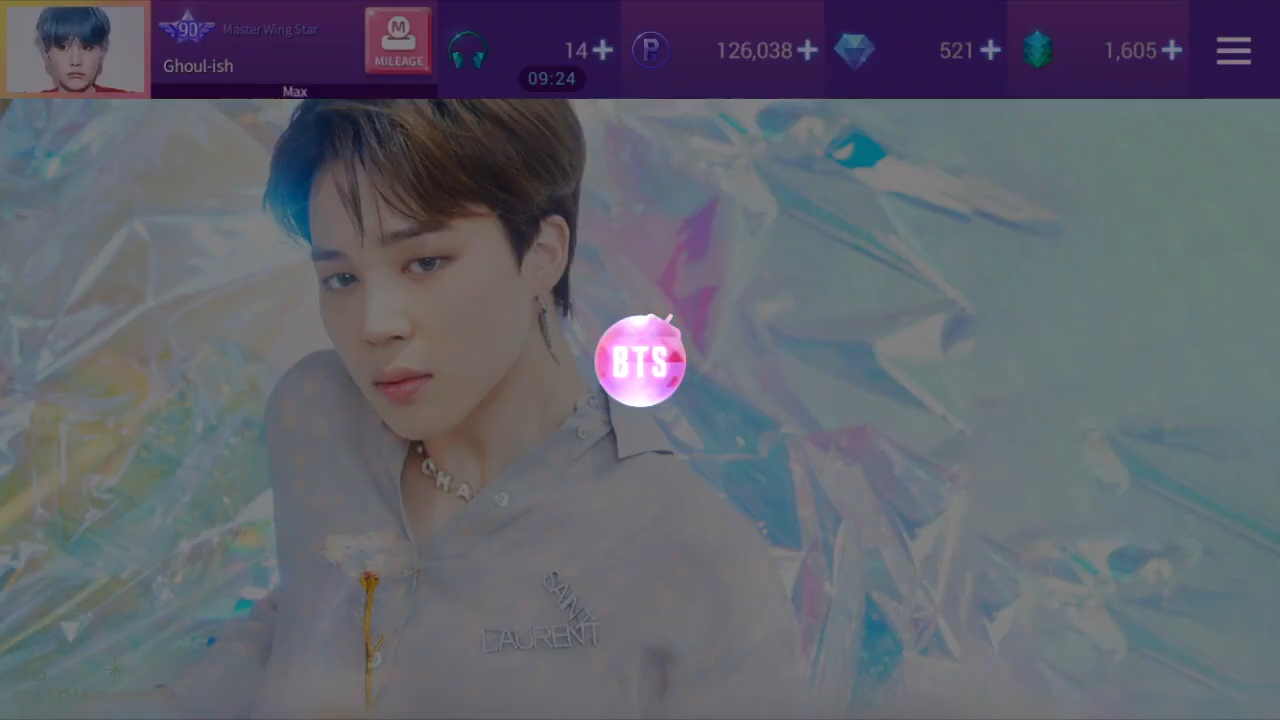 90 Master Wing Star
Ghoul-ish
M
MILEAGE
Max
14
09:24
P
126,038
521
1,605
BTS
SAINT
LAURENT